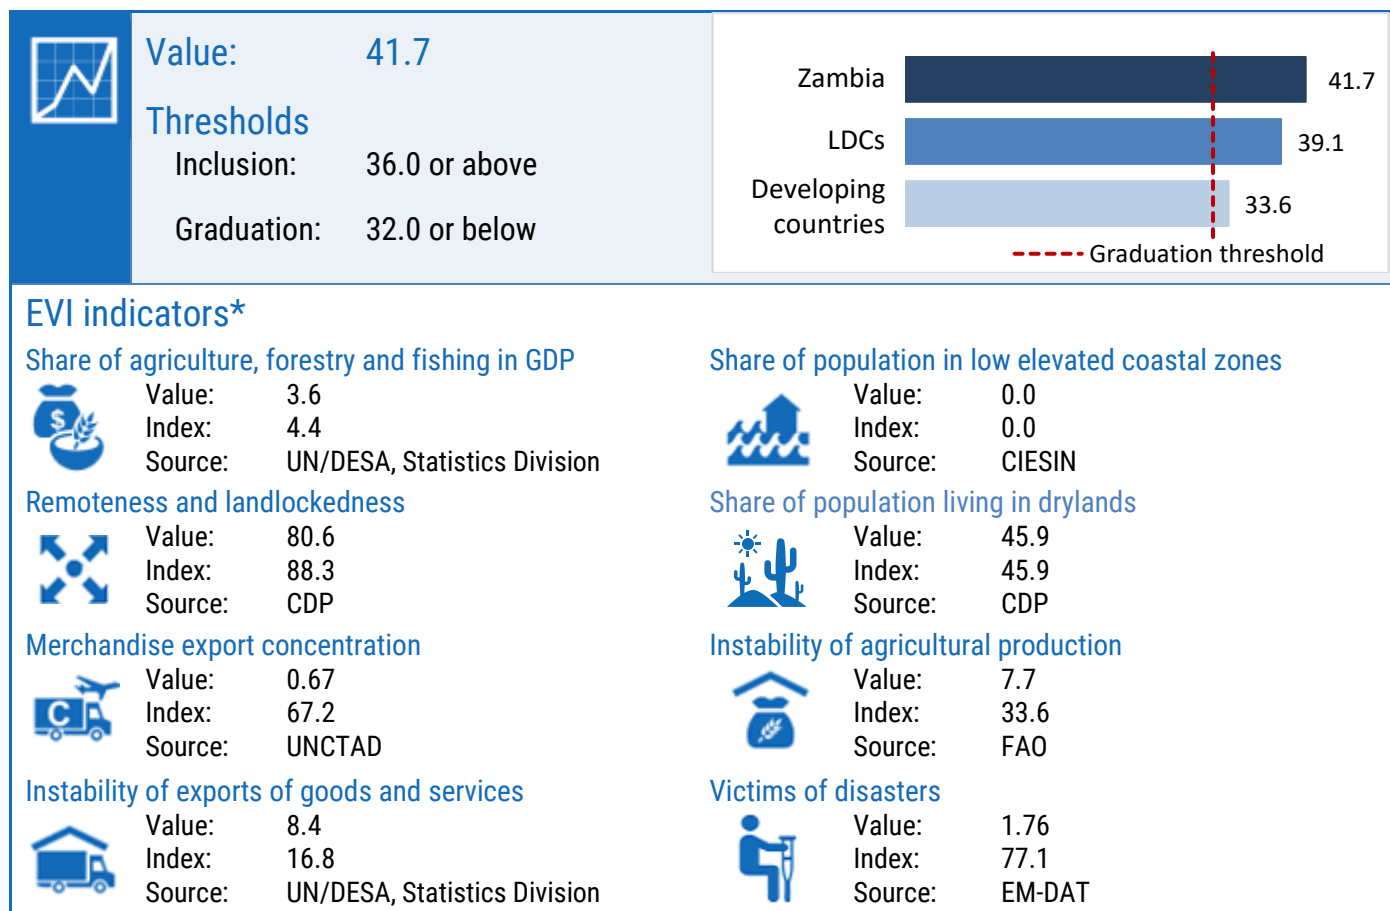 Value: 41.7
Thresholds
Inclusion: 36.0 or above
Graduation: 32.0 or below
Zambia 41.7
LDCs 39.1
Developing
countries 33.6
Graduation threshold
EVI indicators*
Share of agriculture, forestry and fishing in GDP
$
Value: 3.6
Index: 4.4
Source: UN/DESA, Statistics Division
Share of population in low elevated coastal zones
Value: 0.0
Index: 0.0
Source: CIESIN
Remoteness and landlockedness
Value: 80.6
Index: 88.3
Source: CDP
Share of population living in drylands
Value: 45.9
Index: 45.9
Source: CDP
Merchandise export concentration
C
Value: 0.67
Index: 67.2
Source: UNCTAD
Instability of agricultural production
Value: 7.7
Index: 33.6
Source: FAO
Instability of exports of goods and services
Value: 8.4
Index: 16.8
Source: UN/DESA, Statistics Division
Victims of disasters
Value: 1.76
Index: 77.1
Source: EM-DAT